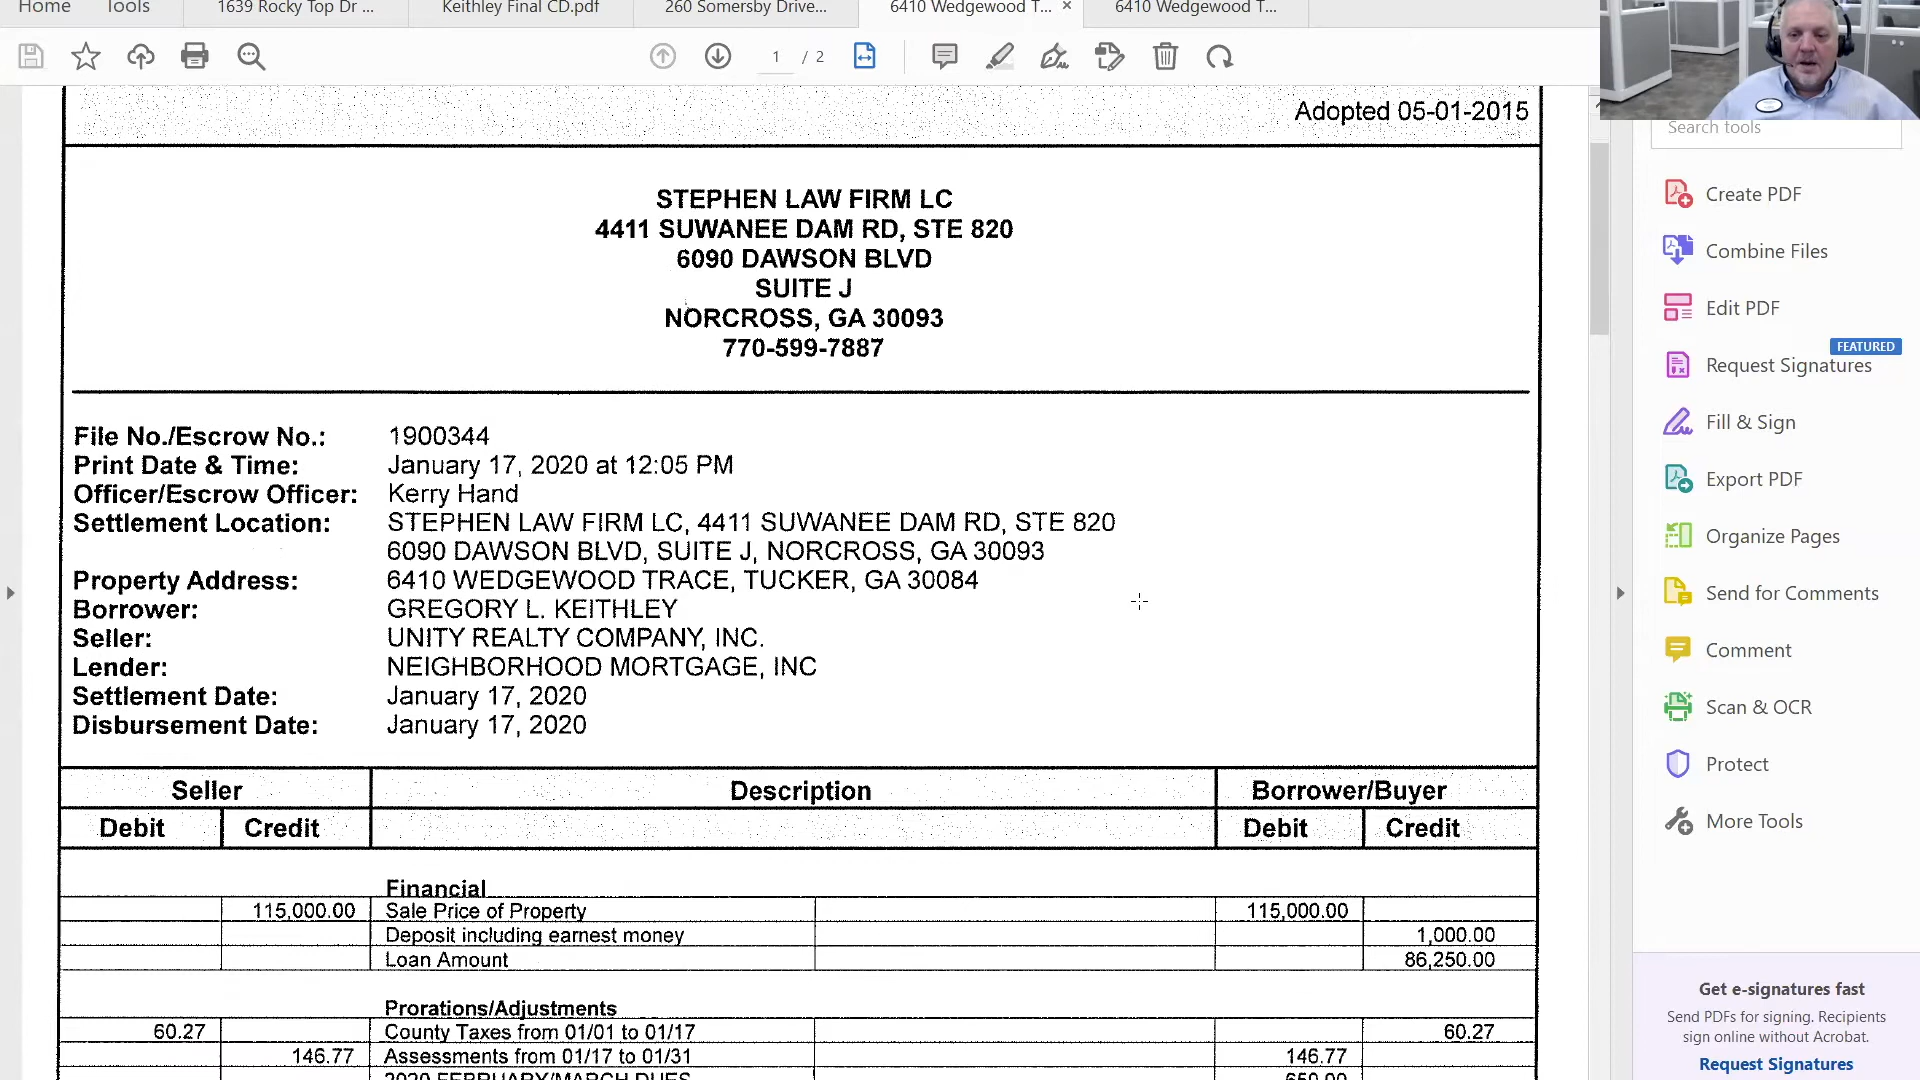 Home Tools 1639 Rocky Top Dr ... Keithley Final CD.pdf 260 Somersby Drive... 6410 Wedgewood T... × 6410 Wedgewood T...
1 / 2
Search tools
Adopted 05-01-2015
STEPHEN LAW FIRM LC
4411 SUWANEE DAM RD, STE 820
6090 DAWSON BLVD
SUITE J
NORCROSS, GA 30093
770-599-7887
File No./Escrow No.: 1900344
Print Date & Time: January 17, 2020 at 12:05 PM
Officer/Escrow Officer: Kerry Hand
Settlement Location: STEPHEN LAW FIRM LC, 4411 SUWANEE DAM RD, STE 820
6090 DAWSON BLVD, SUITE J, NORCROSS, GA 30093
Property Address: 6410 WEDGEWOOD TRACE, TUCKER, GA 30084
Borrower: GREGORY L. KEITHLEY
Seller: UNITY REALTY COMPANY, INC.
Lender: NEIGHBORHOOD MORTGAGE, INC
Settlement Date: January 17, 2020
Disbursement Date: January 17, 2020
Seller Description Borrower/Buyer
Debit Credit Debit Credit
Financial
115,000.00 Sale Price of Property 115,000.00
Deposit including earnest money 1,000.00
Loan Amount 86,250.00
Prorations/Adjustments
60.27 County Taxes from 01/01 to 01/17 60.27
146.77 Assessments from 01/17 to 01/31 146.77
2020 FEBRUARY/MARCH DUES 650.00
Create PDF
Combine Files
Edit PDF
FEATURED
Request Signatures
Fill & Sign
Export PDF
Organize Pages
Send for Comments
Comment
Scan & OCR
Protect
More Tools
Get e-signatures fast
Send PDFs for signing. Recipients
sign online without Acrobat.
Request Signatures